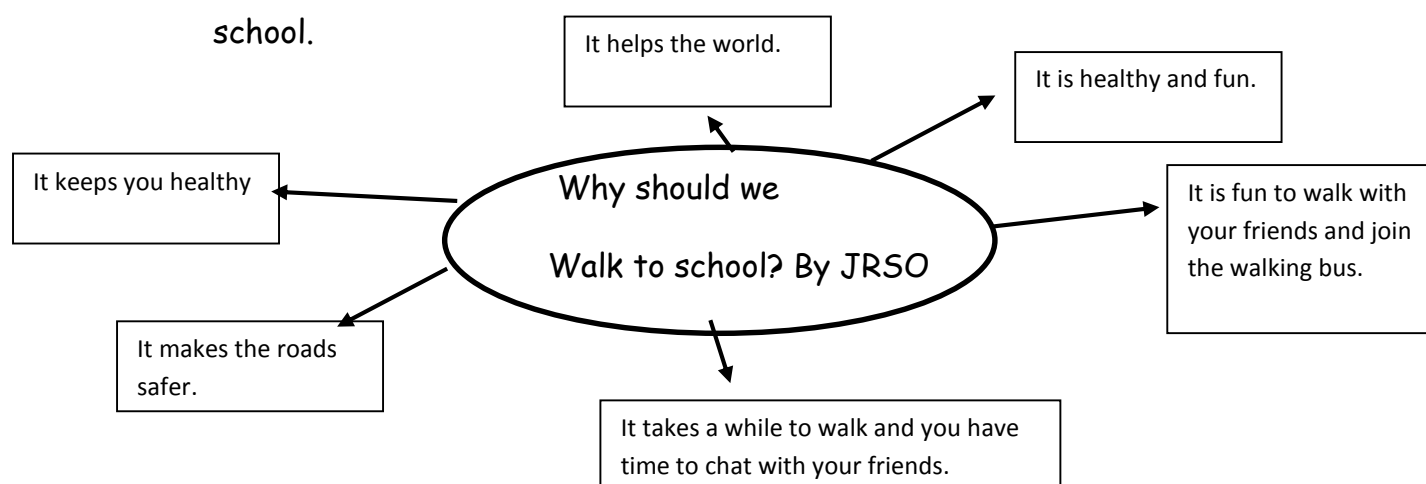 school.
It helps the world.
It is healthy and fun.
It keeps you healthy
Why should we
Walk to school? By JRSO
It is fun to walk with
your friends and join
the walking bus.
It makes the roads
safer.
It takes a while to walk and you have
time to chat with your friends.